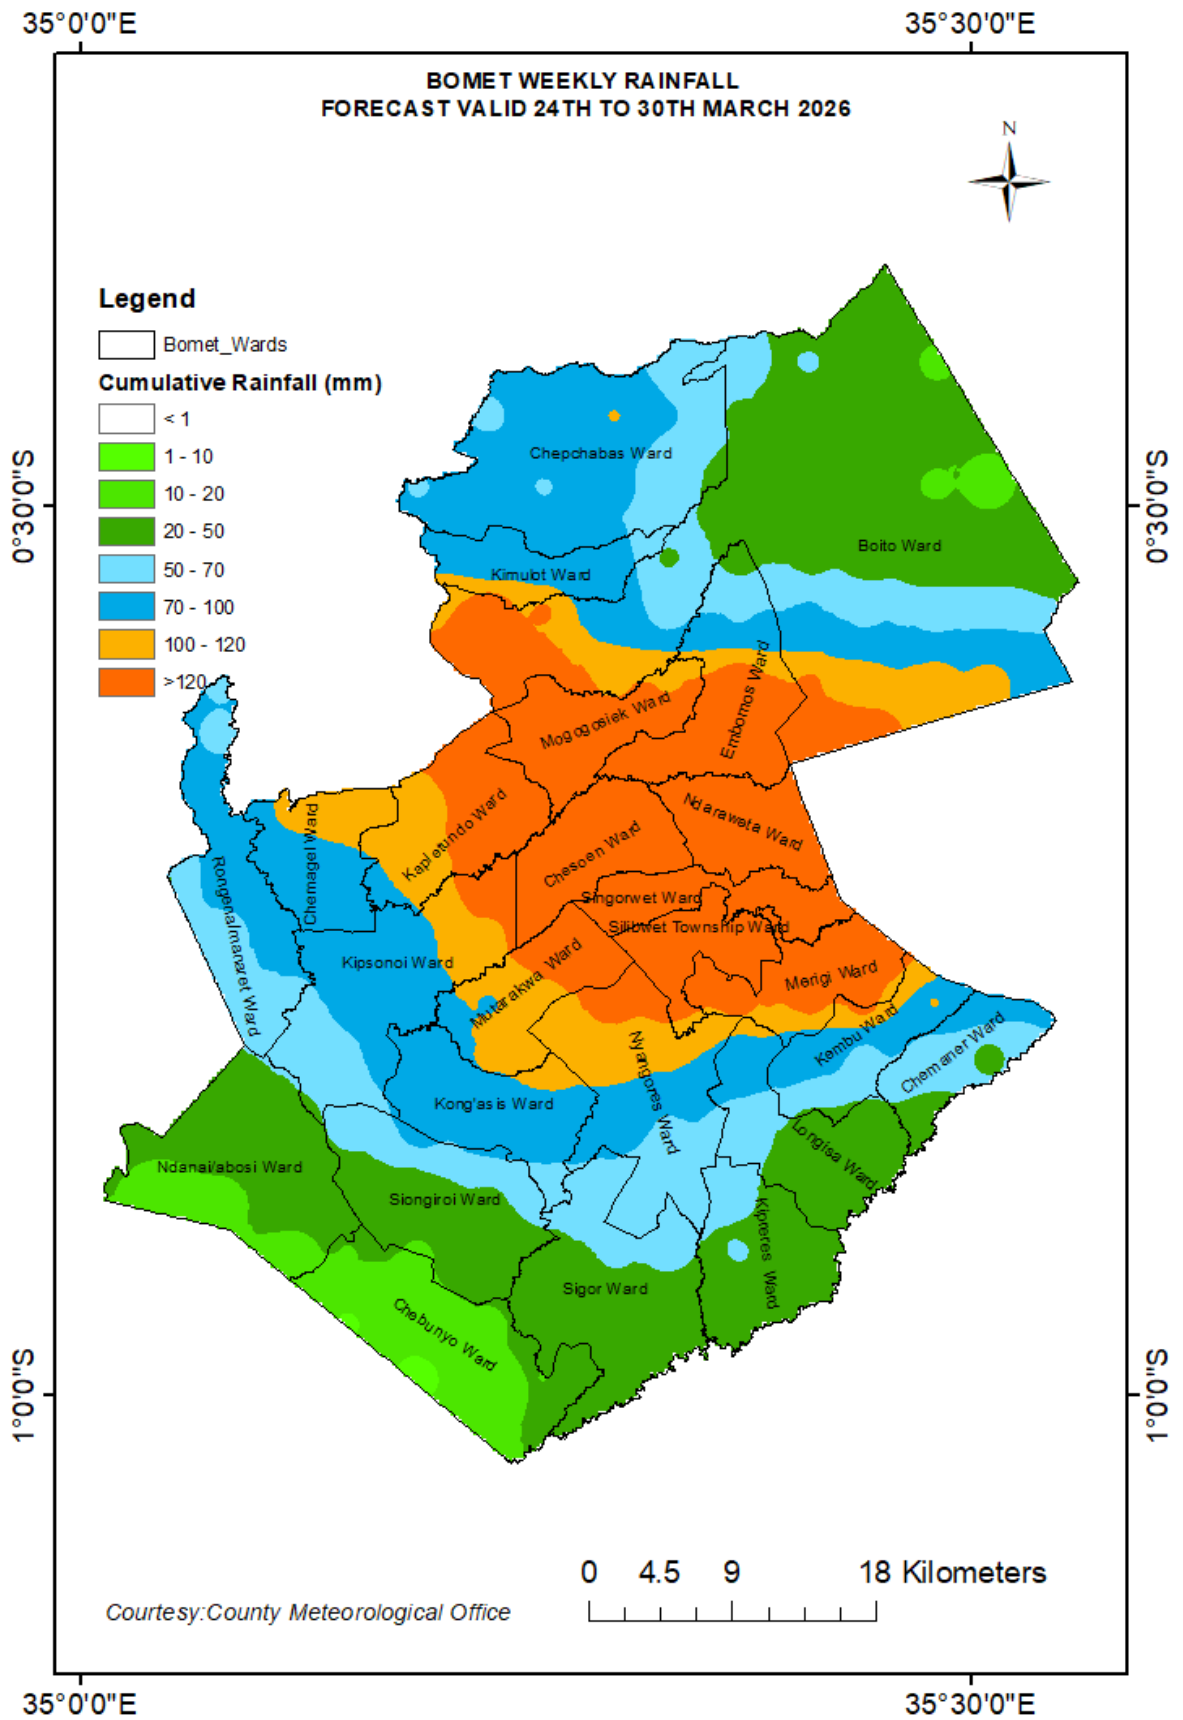 35°0'0"E
35°30'0"E
BOMET WEEKLY RAINFALL
FORECAST VALID 24TH TO 30TH MARCH 2026
N
Legend
Bomet_Wards
Cumulative Rainfall (mm)
< 1
1 - 10
10 - 20
20 - 50
50 - 70
70 - 100
100 - 120
>120
0°30'0"S
0°30'0"S
Chepchabas Ward
Boito Ward
Kimulot Ward
Embomos Ward
Mogogosiek Ward
Ndaraweta Ward
Kapletundo Ward
Chesoen Ward
Chemagel Ward
Rongena/manaret Ward
Singorwet Ward
Silibwet Township Ward
Kipsonoi Ward
Mutarakwa Ward
Merigi Ward
Kembu Ward
Chemaner Ward
Nyangores Ward
Kong'asis Ward
Longisa Ward
Ndanai/abosi Ward
Siongiroi Ward
Kipreres Ward
Sigor Ward
Chebunyo Ward
1°0'0"S
1°0'0"S
0 4.5 9 18 Kilometers
Courtesy:County Meteorological Office
35°0'0"E
35°30'0"E